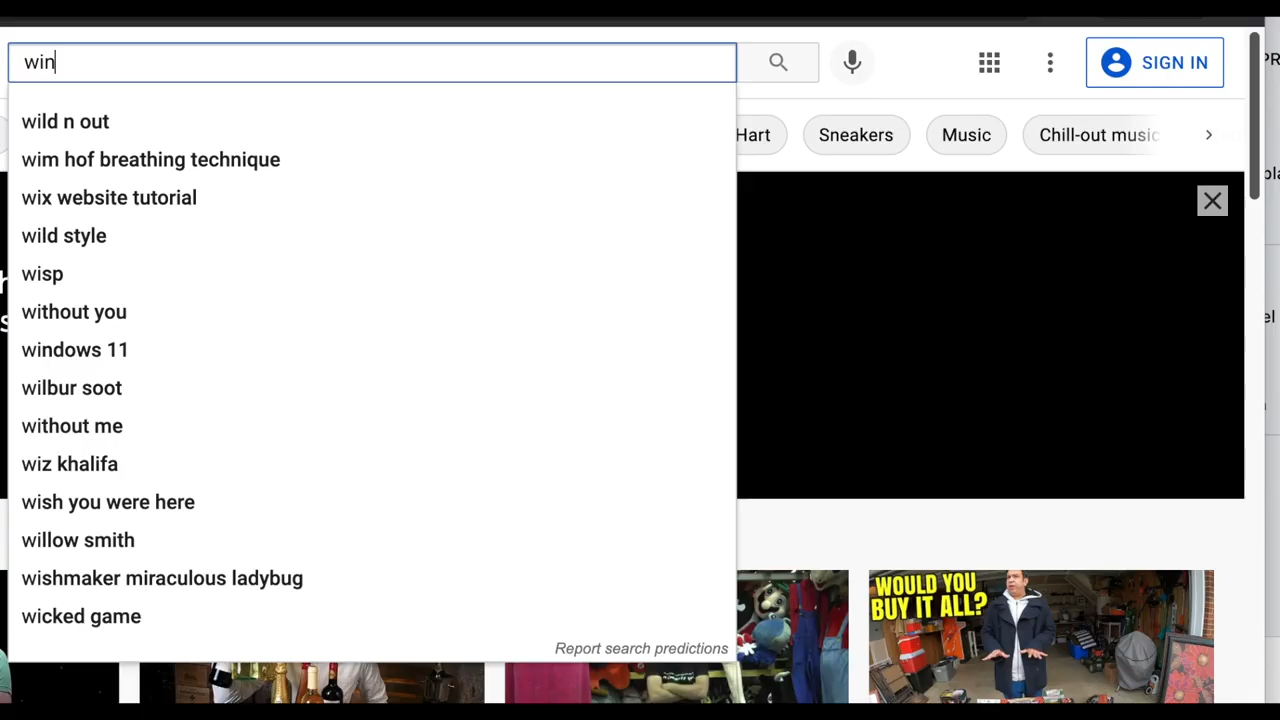 win
SIGN IN
Hart
Sneakers
Music
Chill-out music
wild n out
wim hof breathing technique
wix website tutorial
wild style
wisp
without you
windows 11
wilbur soot
without me
wiz khalifa
wish you were here
willow smith
wishmaker miraculous ladybug
wicked game
Report search predictions
WOULD YOU
BUY IT ALL?